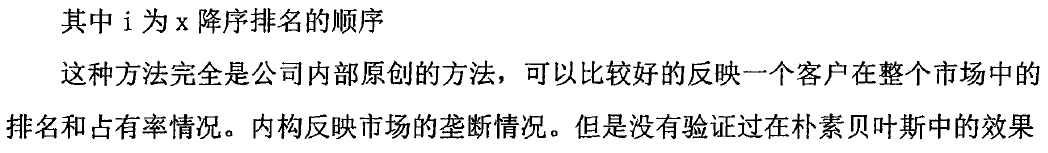 其中 i 为 x 降序排名的顺序
这种方法完全是公司内部原创的方法，可以比较好的反映一个客户在整个市场中的
排名和占有率情况。内构反映市场的垄断情况。但是没有验证过在朴素贝叶斯中的效果